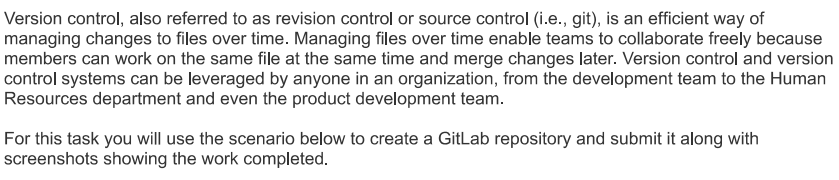 Version control, also referred to as revision control or source control (i.e., git), is an efficient way of
managing changes to files over time. Managing files over time enable teams to collaborate freely because
members can work on the same file at the same time and merge changes later. Version control and version
control systems can be leveraged by anyone in an organization, from the development team to the Human
Resources department and even the product development team.
For this task you will use the scenario below to create a GitLab repository and submit it along with
screenshots showing the work completed.